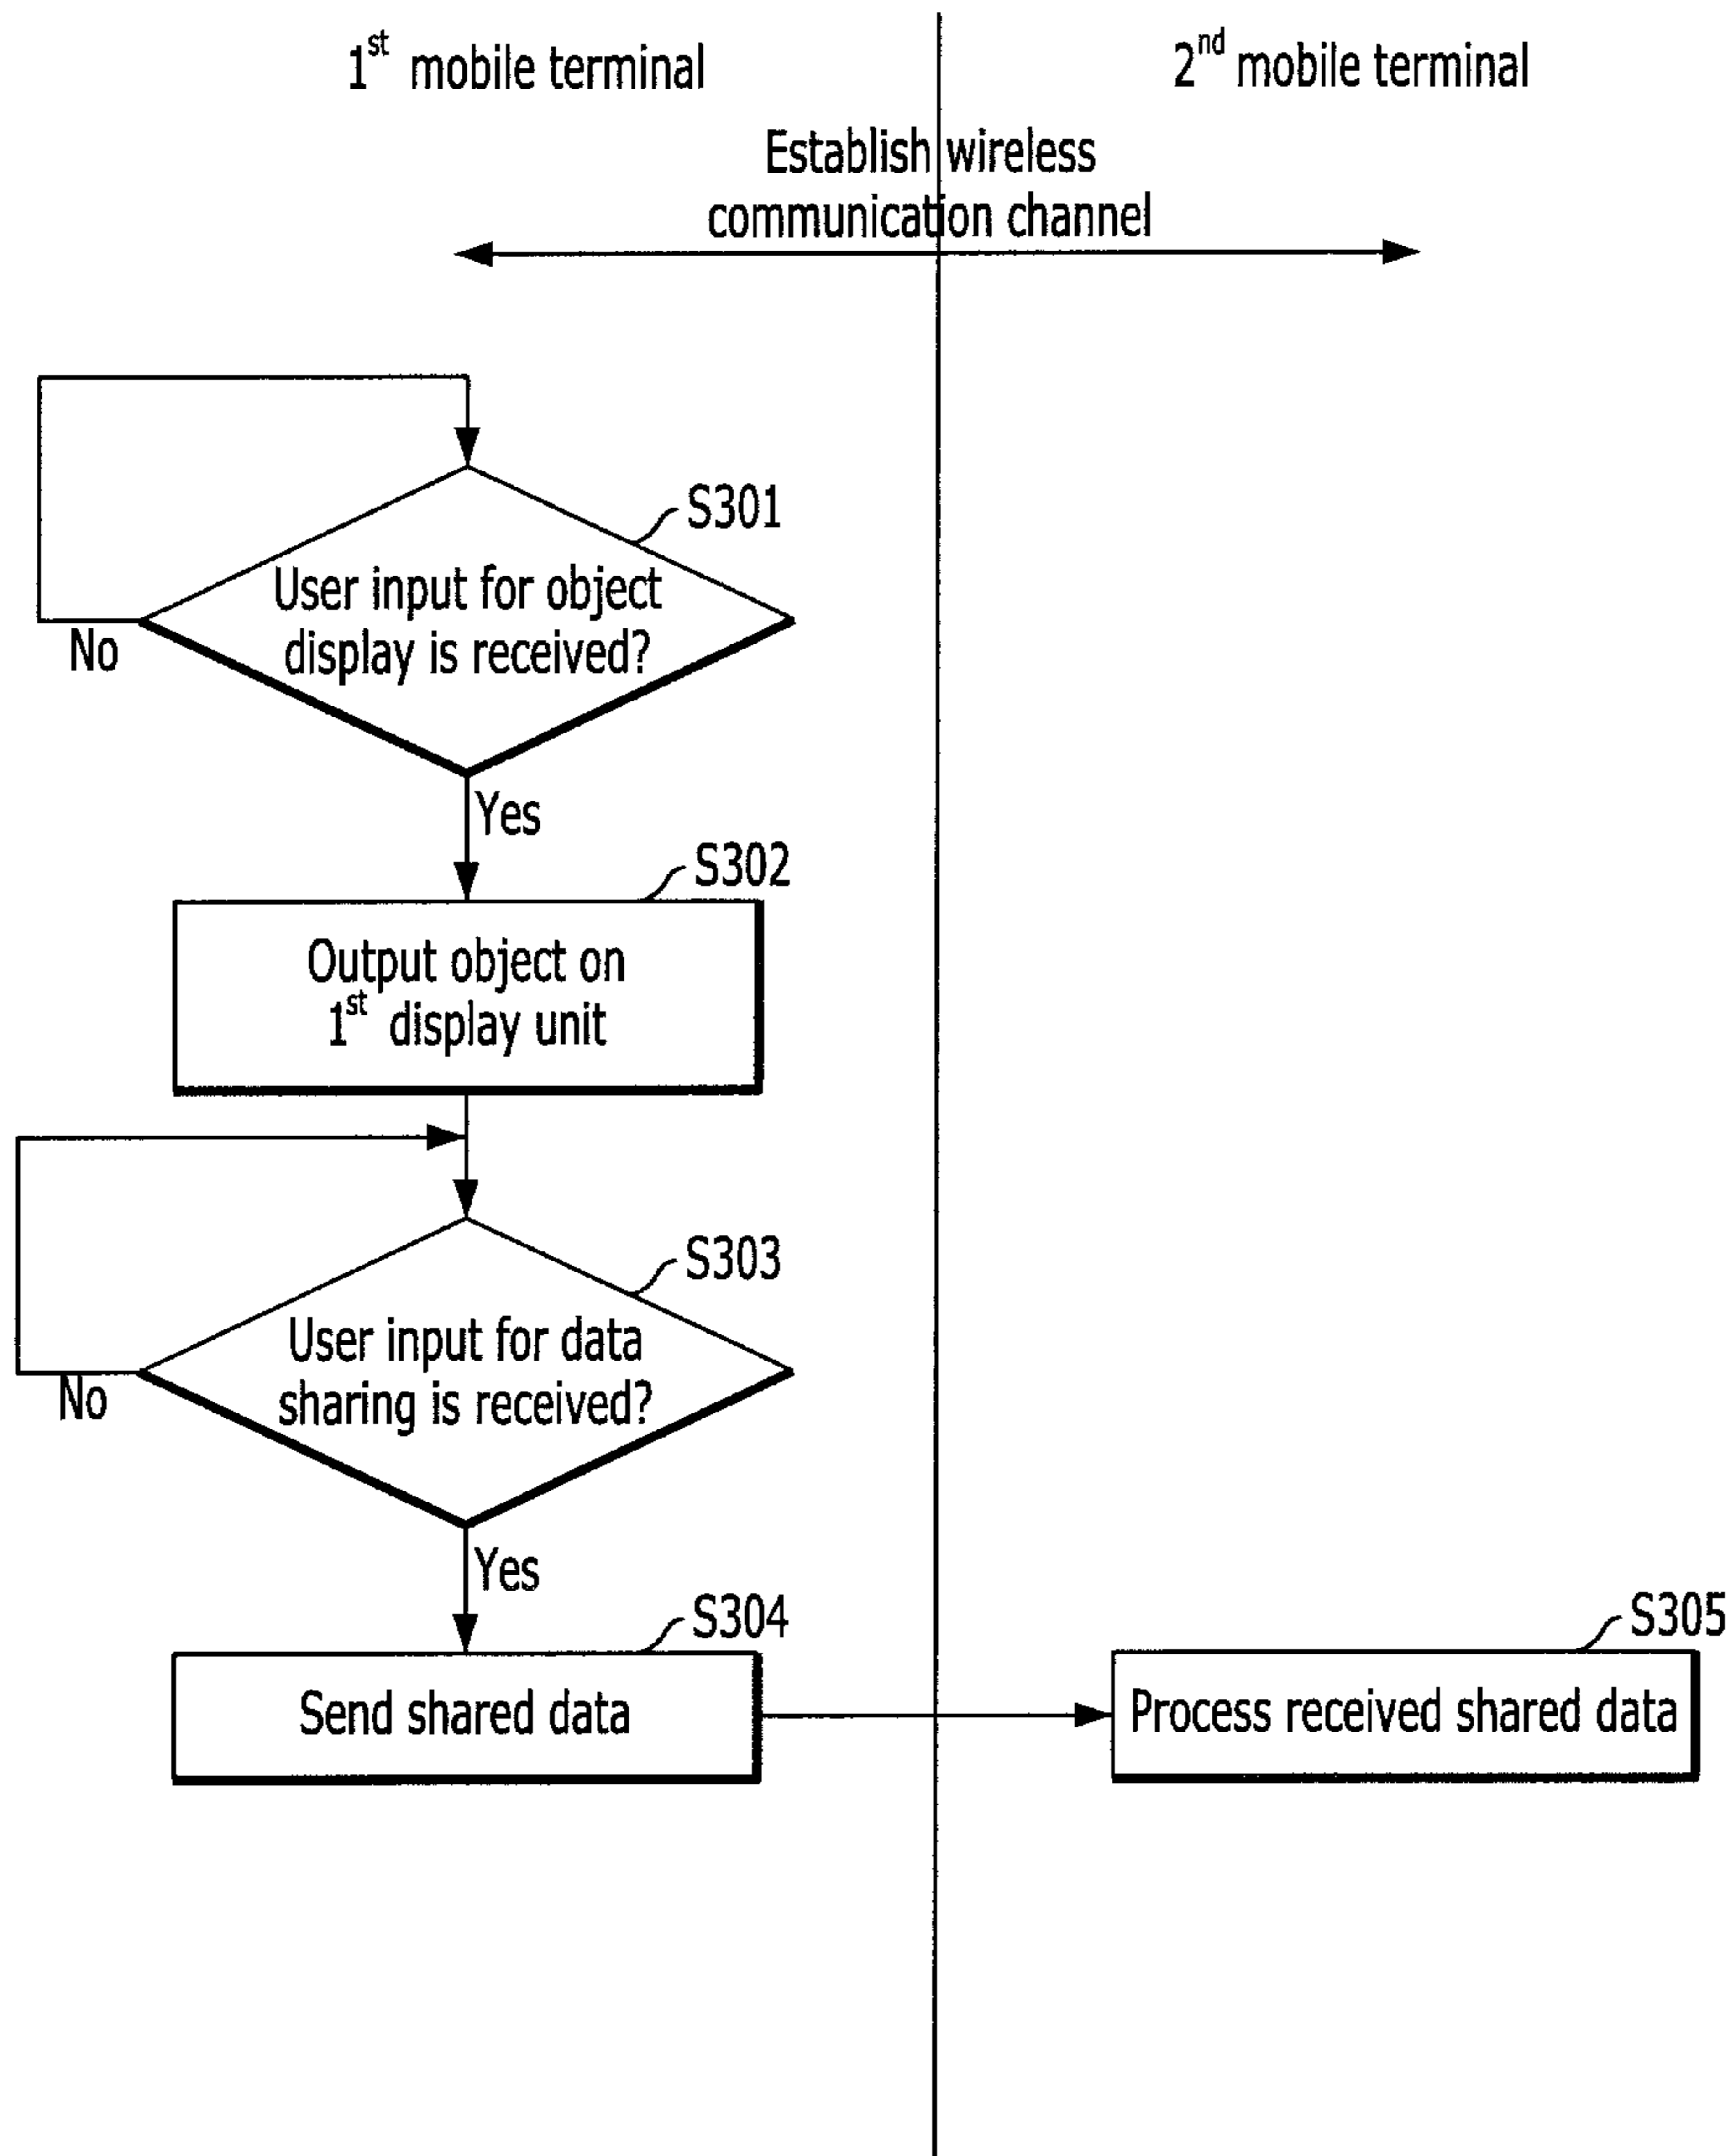 1st mobile terminal
2nd mobile terminal
Establish wireless
communication channel
S301
User input for object
display is received?
No
Yes
S302
Output object on
1st display unit
S303
User input for data
sharing is received?
No
Yes
S304
Send shared data
S305
Process received shared data